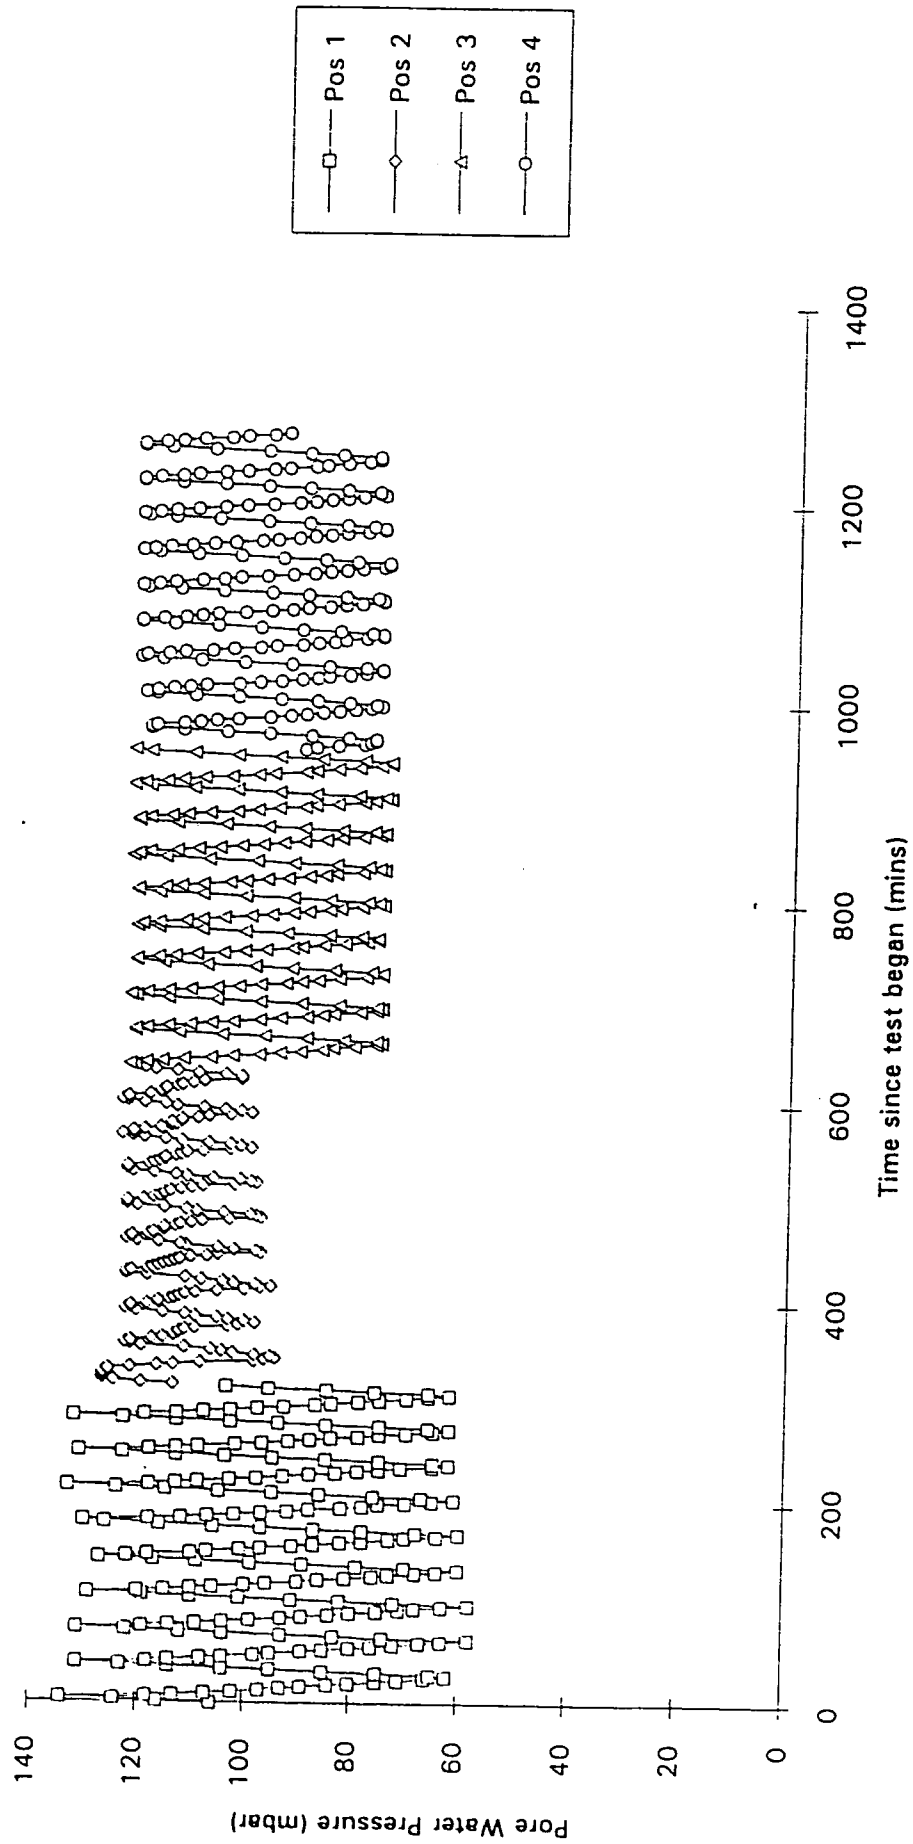 Pore Water Pressure (mbar)
140
120
100
80
60
40
20
0
0
200
400
600
800
1000
1200
1400
Time since test began (mins)
Pos 1
Pos 2
Pos 3
Pos 4